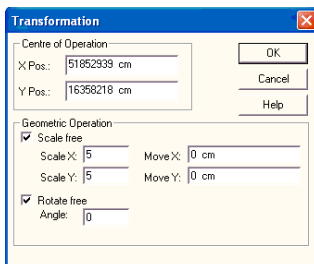 Transformation
Centre of Operation
X Pos.: 51852939 cm
Y Pos.: 16358218 cm
OK
Cancel
Help
Geometric Operation
Scale free
Scale X: 5 Move X: 0 cm
Scale Y: 5 Move Y: 0 cm
Rotate free
Angle: 0